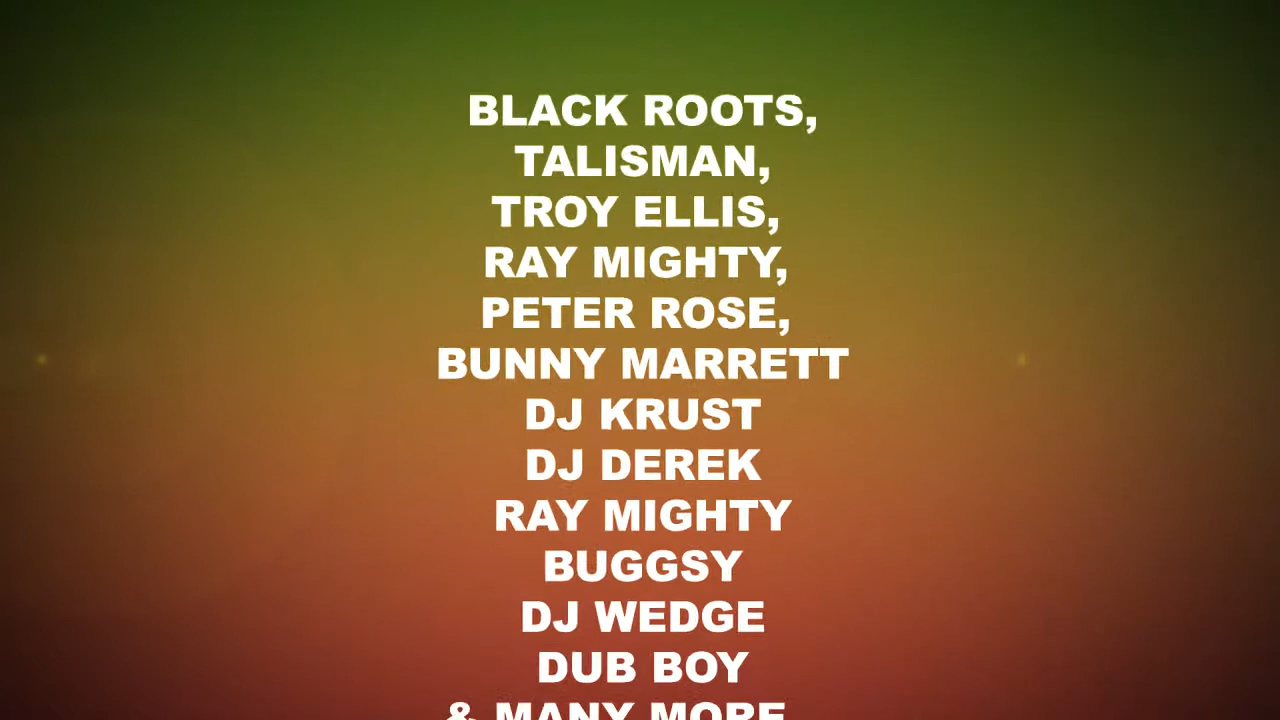 BLACK ROOTS,
TALISMAN,
TROY ELLIS,
RAY MIGHTY,
PETER ROSE,
BUNNY MARRETT
DJ KRUST
DJ DEREK
RAY MIGHTY
BUGGSY
DJ WEDGE
DUB BOY
& MANY MORE